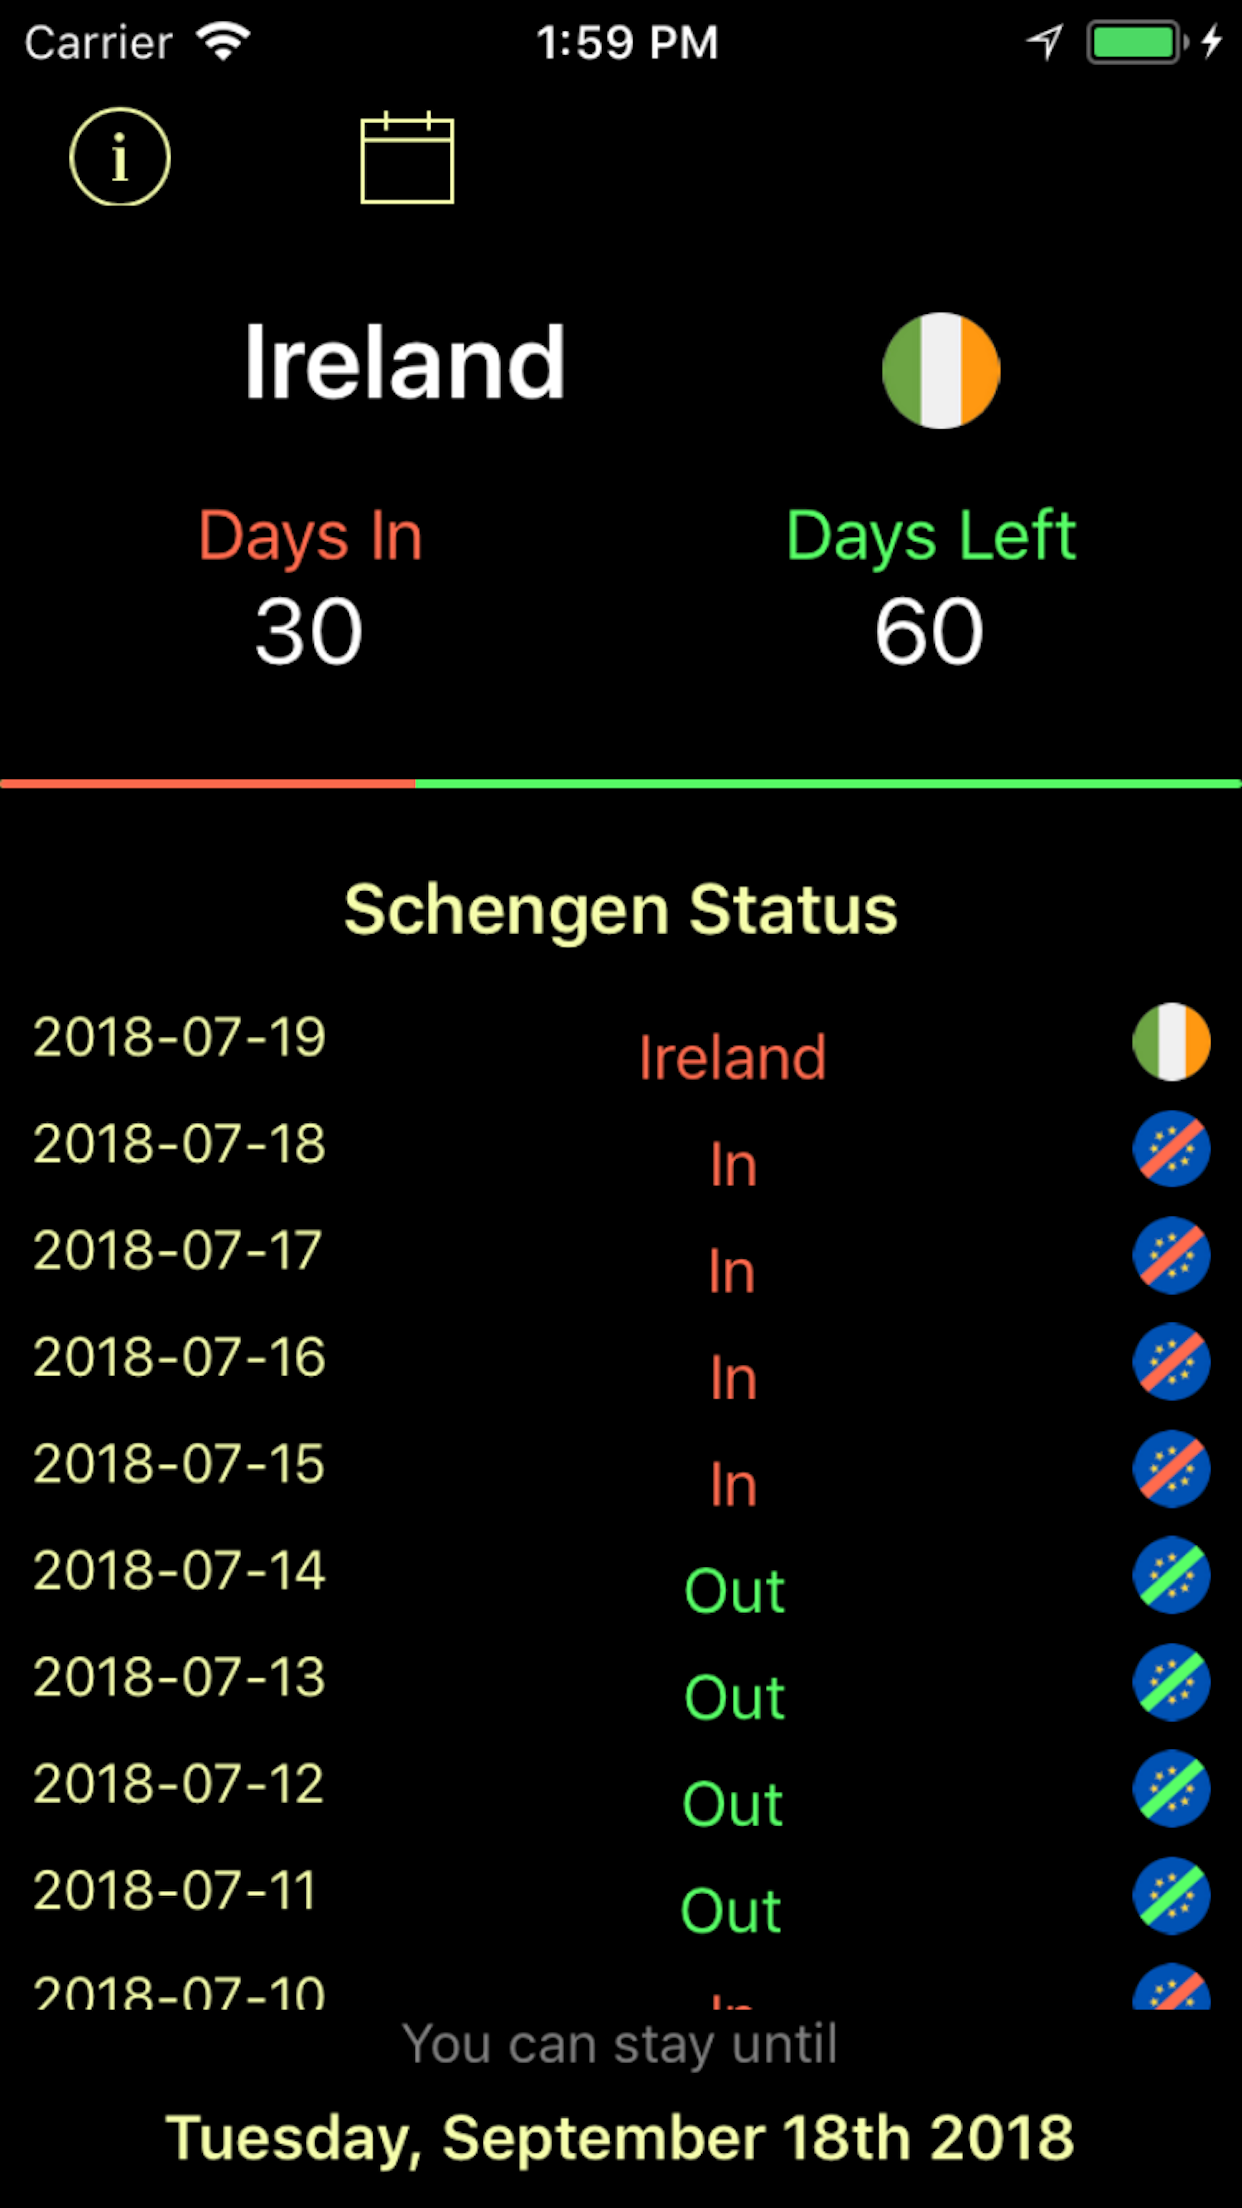 Carrier 1:59 PM
i
Ireland
Days In Days Left
30 60
Schengen Status
2018-07-19 Ireland
2018-07-18 In
2018-07-17 In
2018-07-16 In
2018-07-15 In
2018-07-14 Out
2018-07-13 Out
2018-07-12 Out
2018-07-11 Out
2018-07-10 In
You can stay until
Tuesday, September 18th 2018